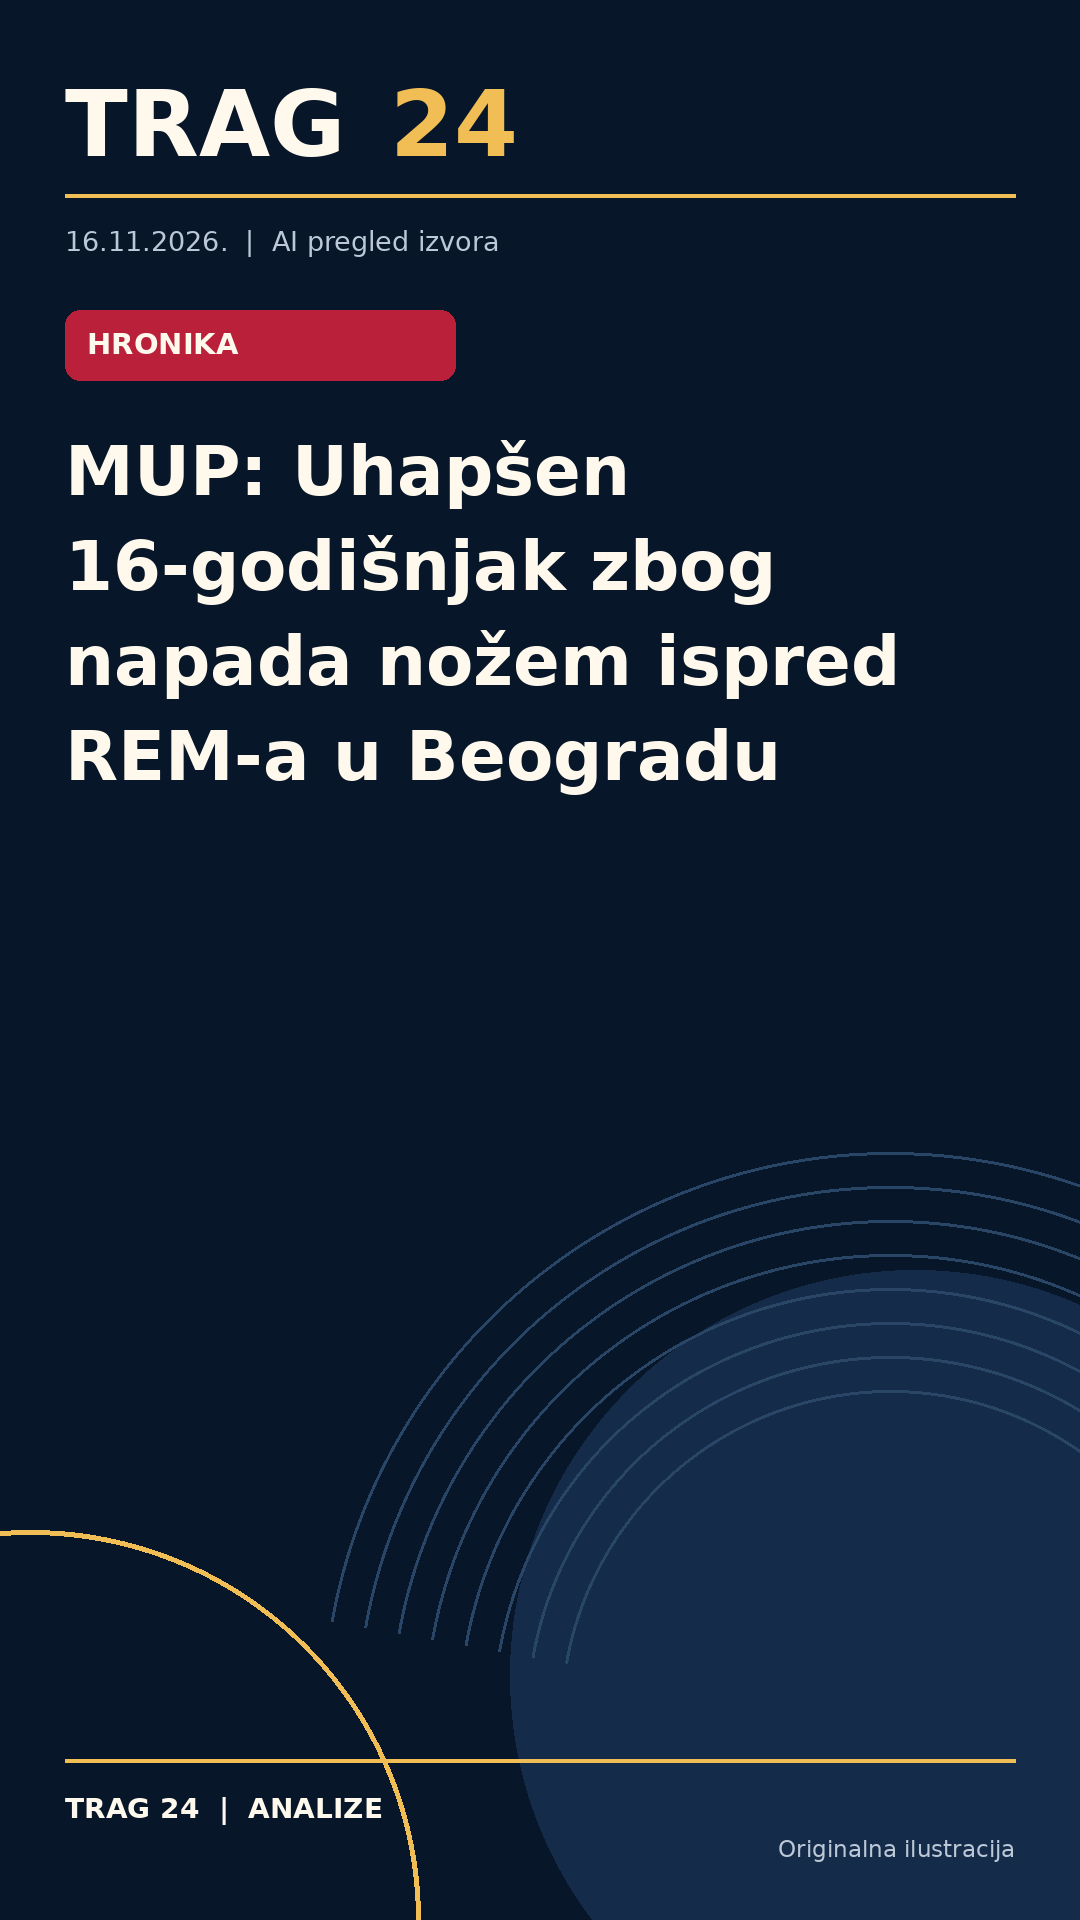 TRAG 24
16.11.2026. | AI pregled izvora
HRONIKA
MUP: Uhapšen
16-godišnjak zbog
napada nožem ispred
REM-a u Beogradu
TRAG 24 | ANALIZE
Originalna ilustracija